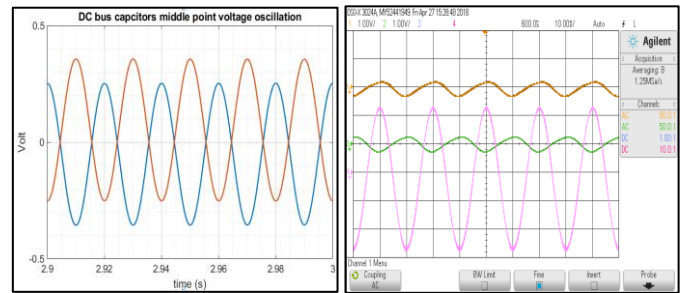 DC bus capcitors middle point voltage oscillation
0.5
0
-0.5
Volt
2.9 2.92 2.94 2.96 2.98 3
time (s)
1 1.00V/ 2 1.00V/ 3 4 600.0s 10.00s/ Auto L
Agilent
Acquisition
Averaging: 8
1.25MSa/s
Channels
AC 50.0:1
AC 50.0:1
DC 1.00:1
DC 10.0:1
Channel 1 Menu
Coupling
AC
BW Limit
Fine
Invert
Probe